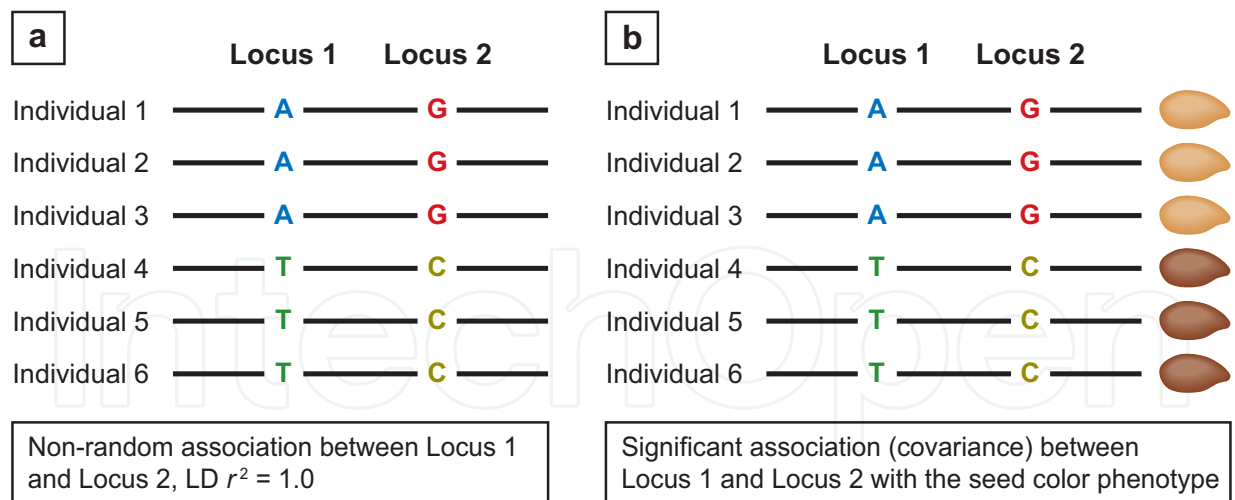 a
Locus 1 Locus 2
Individual 1 A G
Individual 2 A G
Individual 3 A G
Individual 4 T C
Individual 5 T C
Individual 6 T C
Non-random association between Locus 1
and Locus 2, LD r² = 1.0
b
Locus 1 Locus 2
Individual 1 A G
Individual 2 A G
Individual 3 A G
Individual 4 T C
Individual 5 T C
Individual 6 T C
Significant association (covariance) between
Locus 1 and Locus 2 with the seed color phenotype
IntechOpen